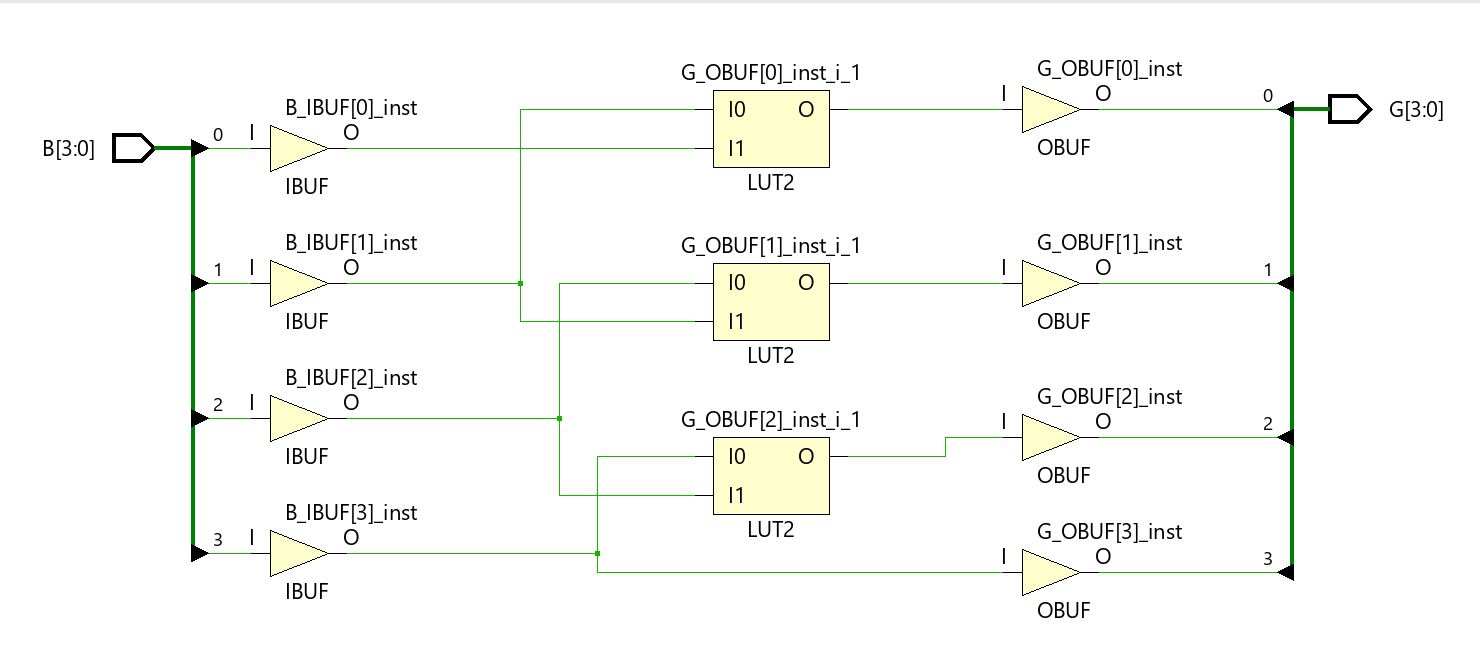 G_OBUF[0]_inst_i_1
G_OBUF[0]_inst
B_IBUF[0]_inst
I0 O
I O
0
G[3:0]
B[3:0]
0
I O
I1
OBUF
IBUF
LUT2
B_IBUF[1]_inst
G_OBUF[1]_inst_i_1
G_OBUF[1]_inst
1
I O
I0 O
I O
1
IBUF
I1
OBUF
LUT2
B_IBUF[2]_inst
G_OBUF[2]_inst
2
I O
G_OBUF[2]_inst_i_1
I O
2
IBUF
I0 O
OBUF
I1
B_IBUF[3]_inst
LUT2
G_OBUF[3]_inst
3
I O
I O
3
IBUF
OBUF